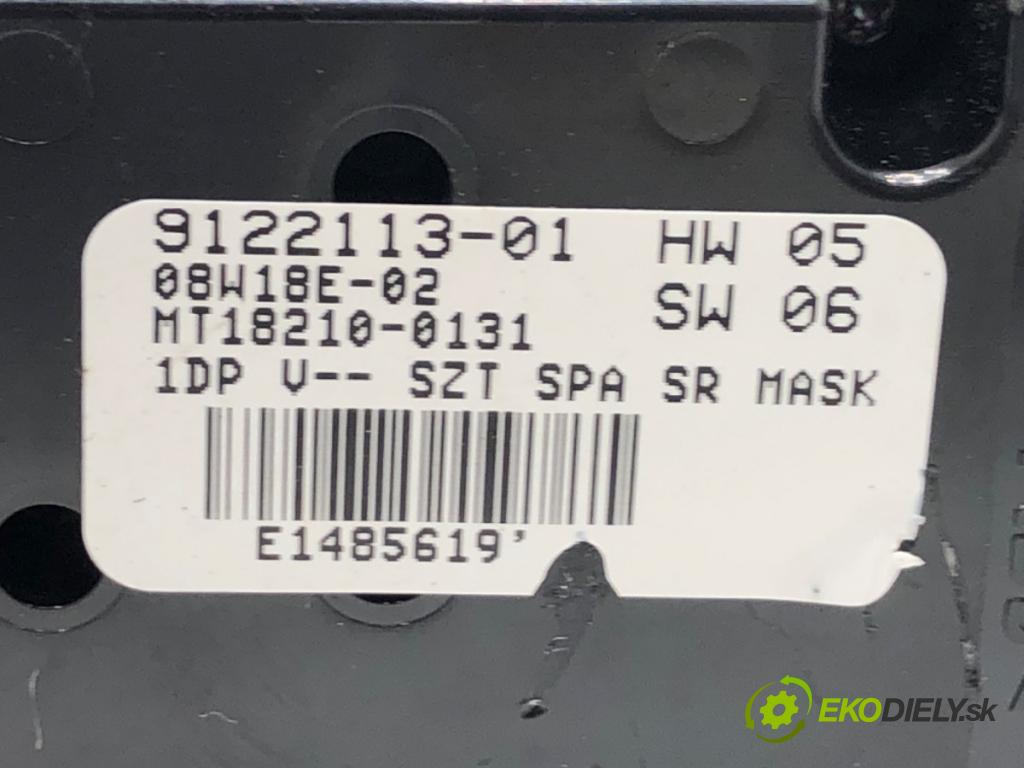 9122113-01 HW 05
08W18E-02
SW 06
MT18210-0131
1DP V-- SZT SPA SR MASK
E1485619'
EKODIELY.sk